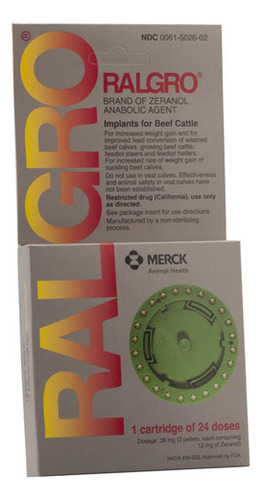 NDC 0061-5026-02
RALGRO
RALGRO®
BRAND OF ZERANOL
ANABOLIC AGENT
Implants for Beef Cattle
For increased weight gain and for
improved feed conversion of weaned
beef calves, growing beef cattle,
feedlot steers and feedlot heifers.
For increased rate of weight gain of
suckling beef calves.
Do not use in veal calves. Effectiveness
and animal safety in veal calves have
not been established.
Restricted drug (California), use only
as directed.
See package insert for use directions.
Manufactured by a non-sterilizing
process.
MERCK
Animal Health
1 cartridge of 24 doses
Dosage: 36 mg (3 pellets, each containing
12 mg of Zeranol)
Approved by FDA.